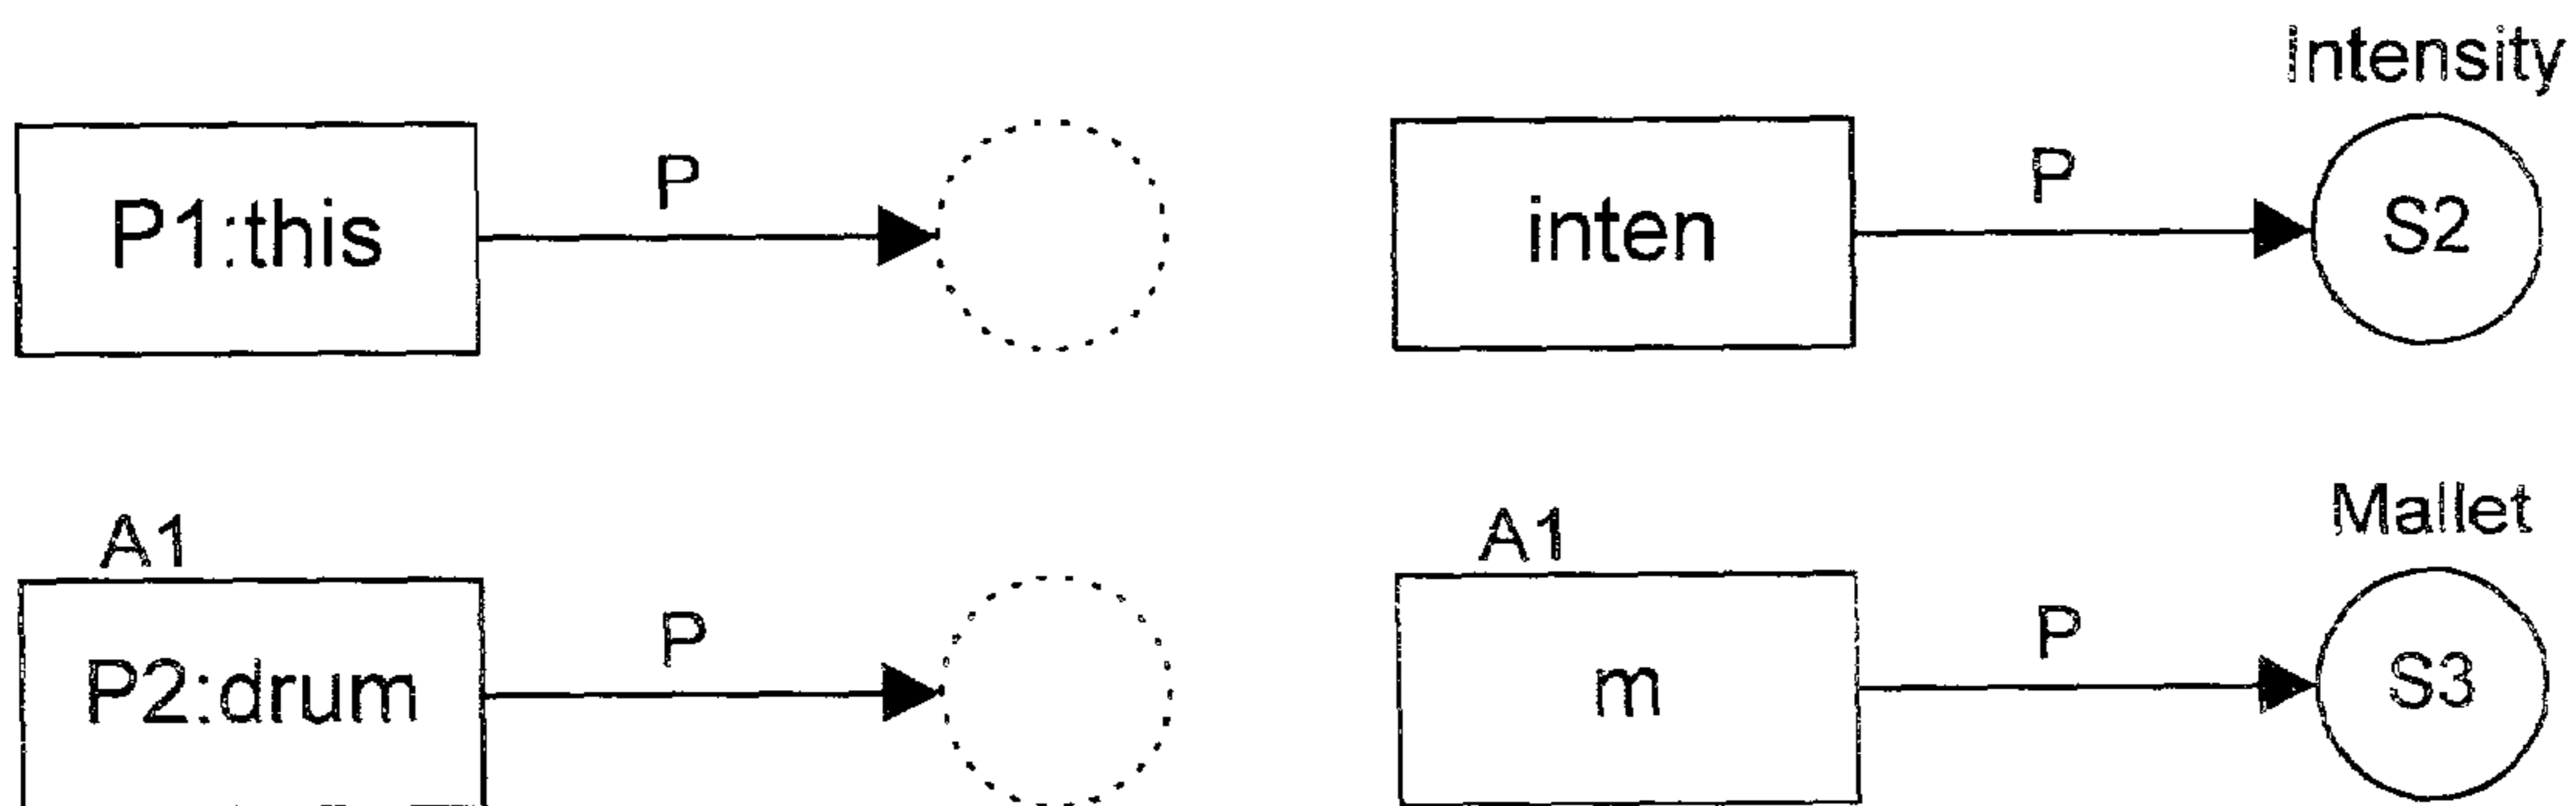 Intensity
P1:this P inten P S2
A1 A1 Mallet
P2:drum P m P S3